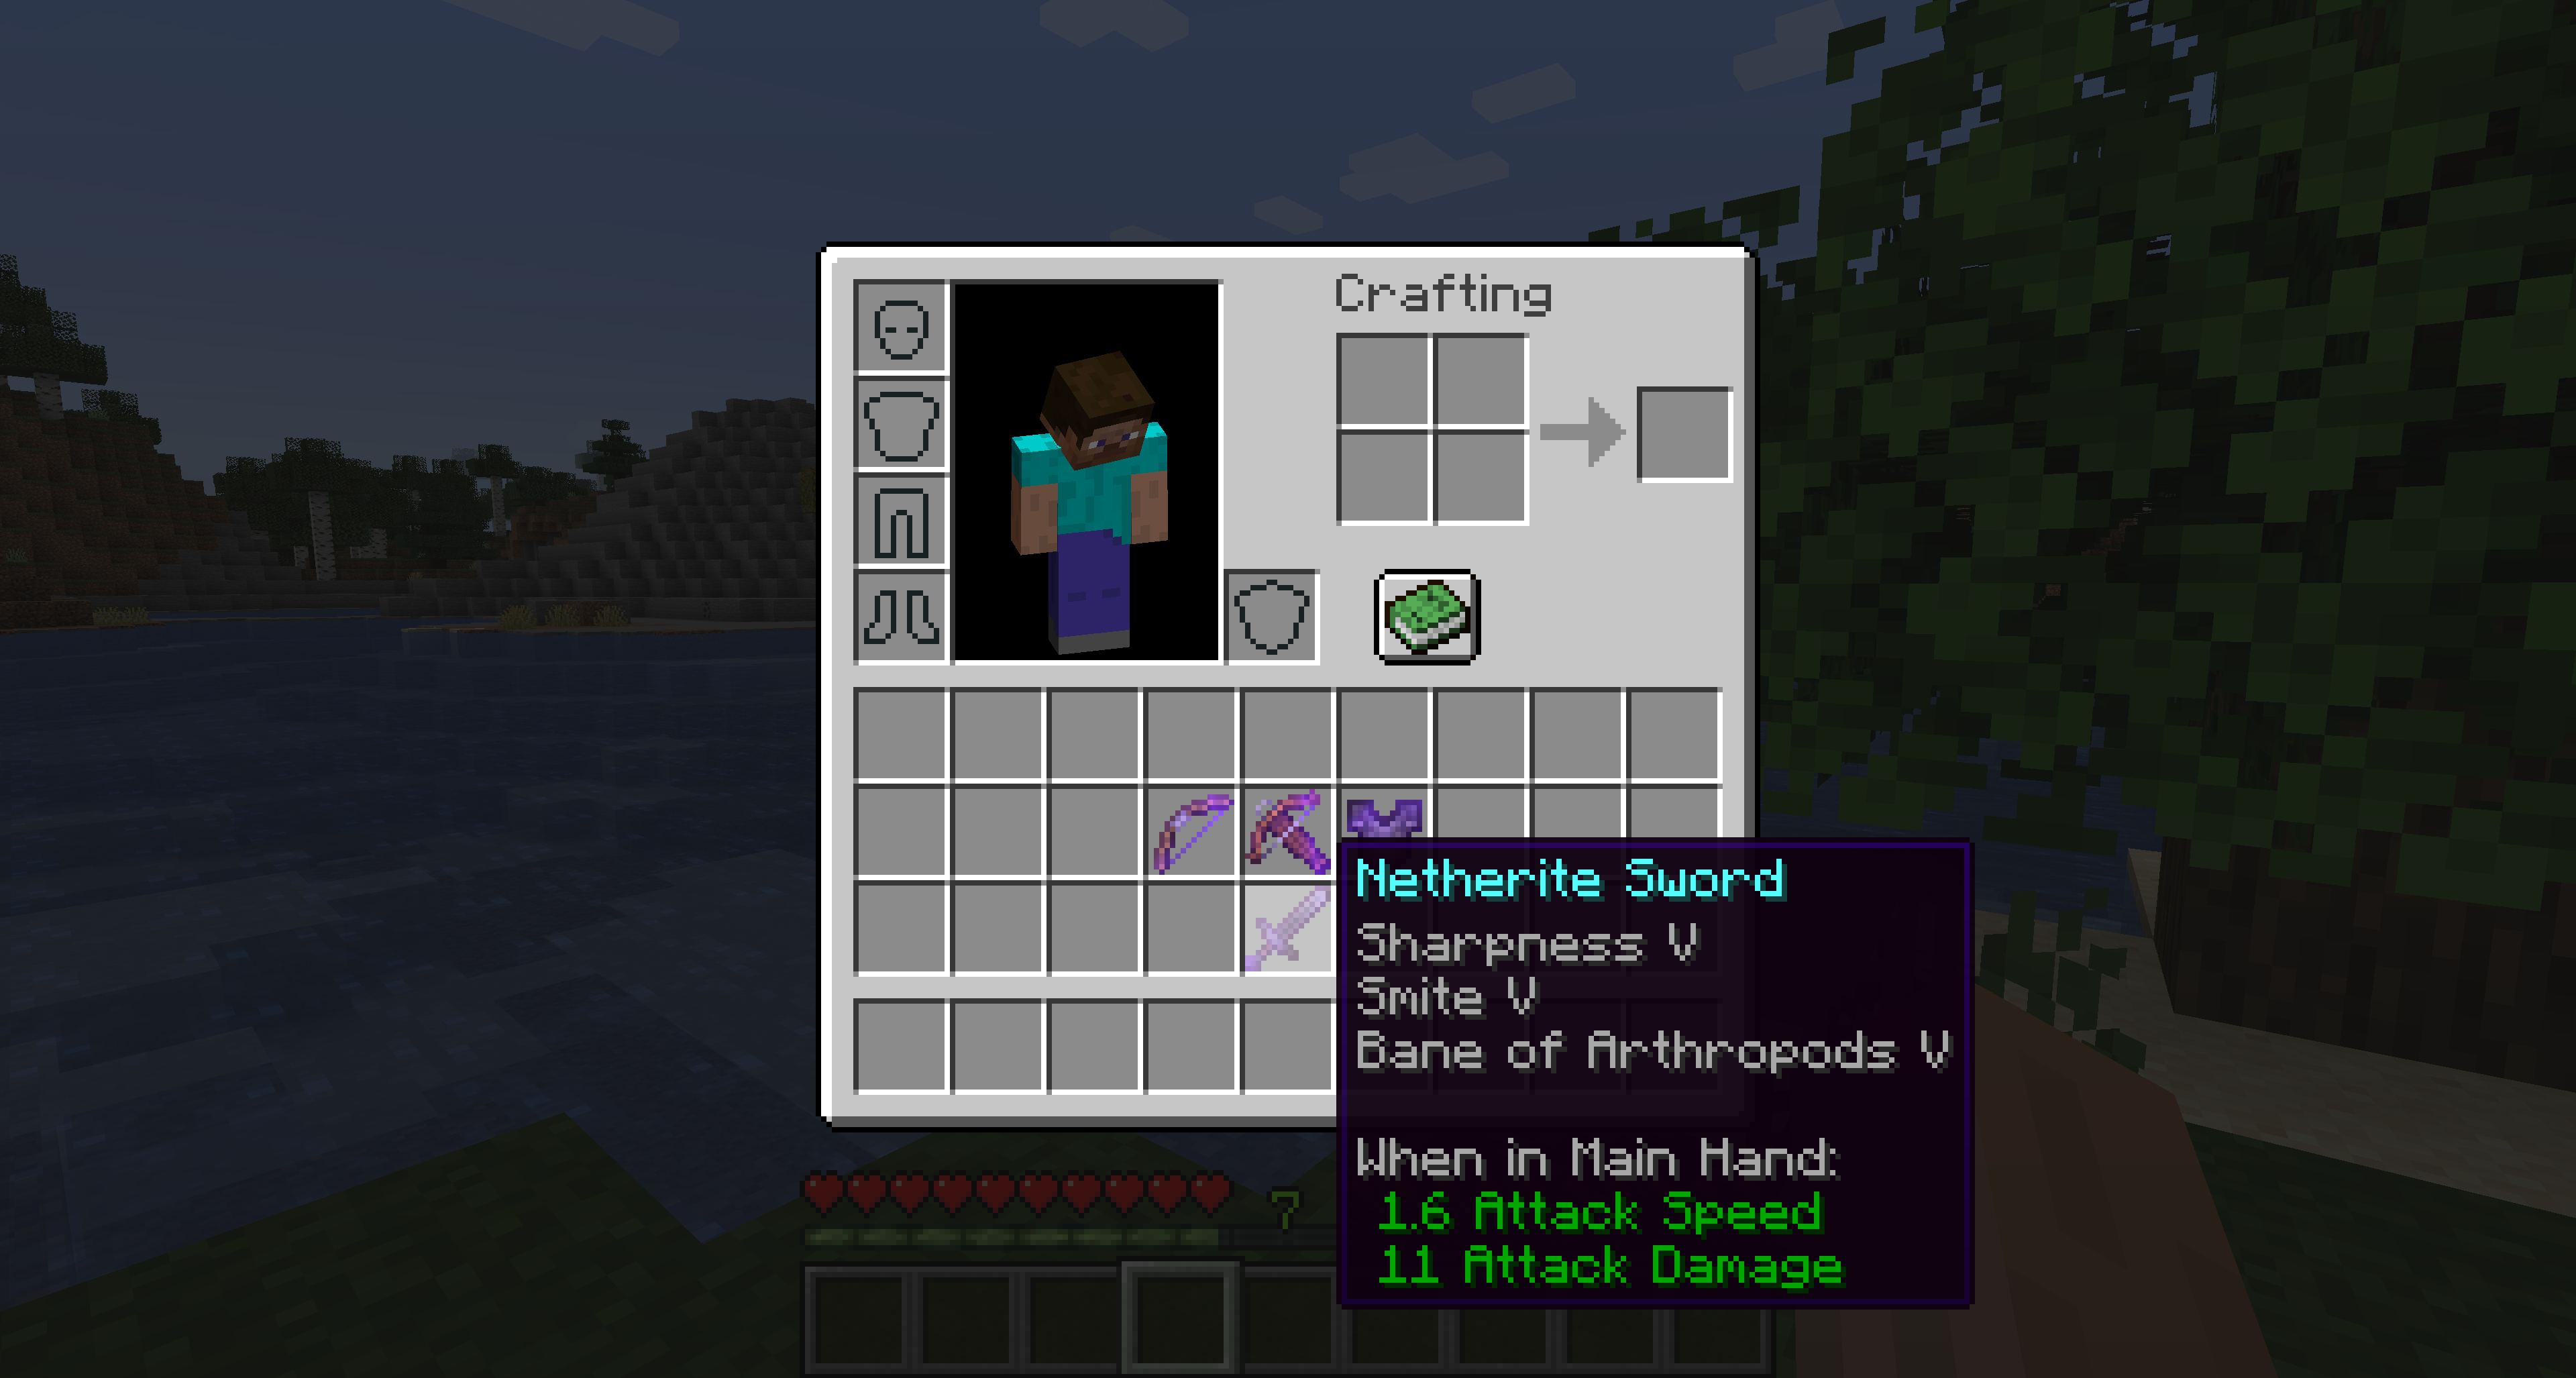 Crafting
Netherite Sword
Sharpness V
Smite V
Bane of Arthropods V
When in Main Hand:
1.6 Attack Speed
11 Attack Damage
7